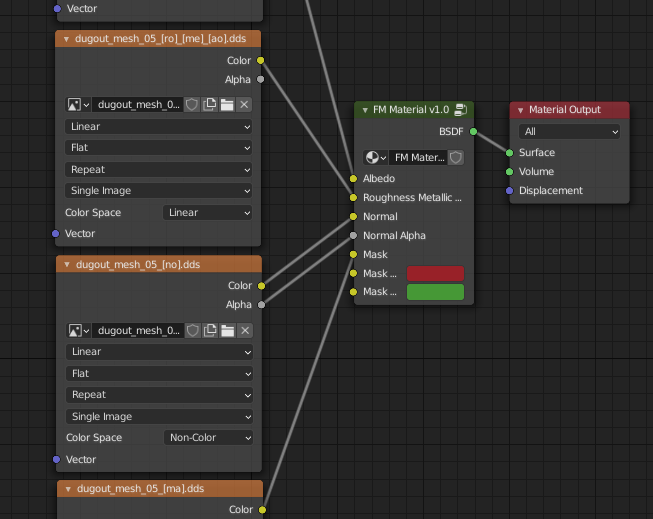 Vector
dugout_mesh_05_[ro]_[me]_[ao].dds
Color
Alpha
dugout_mesh_0...
Linear
Flat
Repeat
Single Image
Color Space
Linear
Vector
dugout_mesh_05_[no].dds
Color
Alpha
dugout_mesh_0...
Linear
Flat
Repeat
Single Image
Color Space
Non-Color
Vector
dugout_mesh_05_[ma].dds
Color
FM Material v1.0
BSDF
FM Mater...
Albedo
Roughness Metallic ...
Normal
Normal Alpha
Mask
Mask ...
Mask ...
Material Output
All
Surface
Volume
Displacement